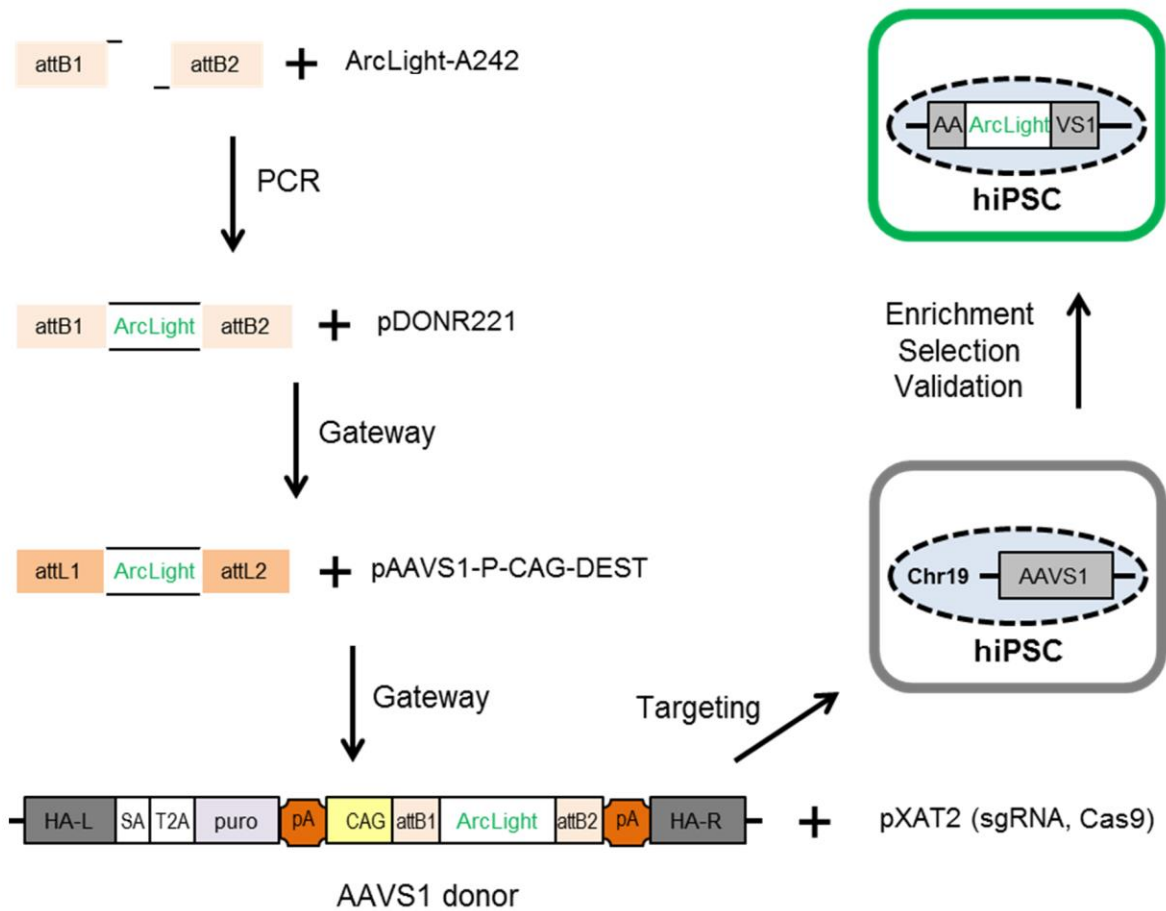 attB1 attB2 + ArcLight-A242
PCR
attB1 ArcLight attB2 + pDONR221
Gateway
attL1 ArcLight attL2 + pAAVS1-P-CAG-DEST
Gateway
HA-L SA T2A puro pA CAG attB1 ArcLight attB2 pA HA-R + pXAT2 (sgRNA, Cas9)
AAVS1 donor
Targeting
Chr19 AAVS1
hiPSC
Enrichment
Selection
Validation
AA ArcLight VS1
hiPSC